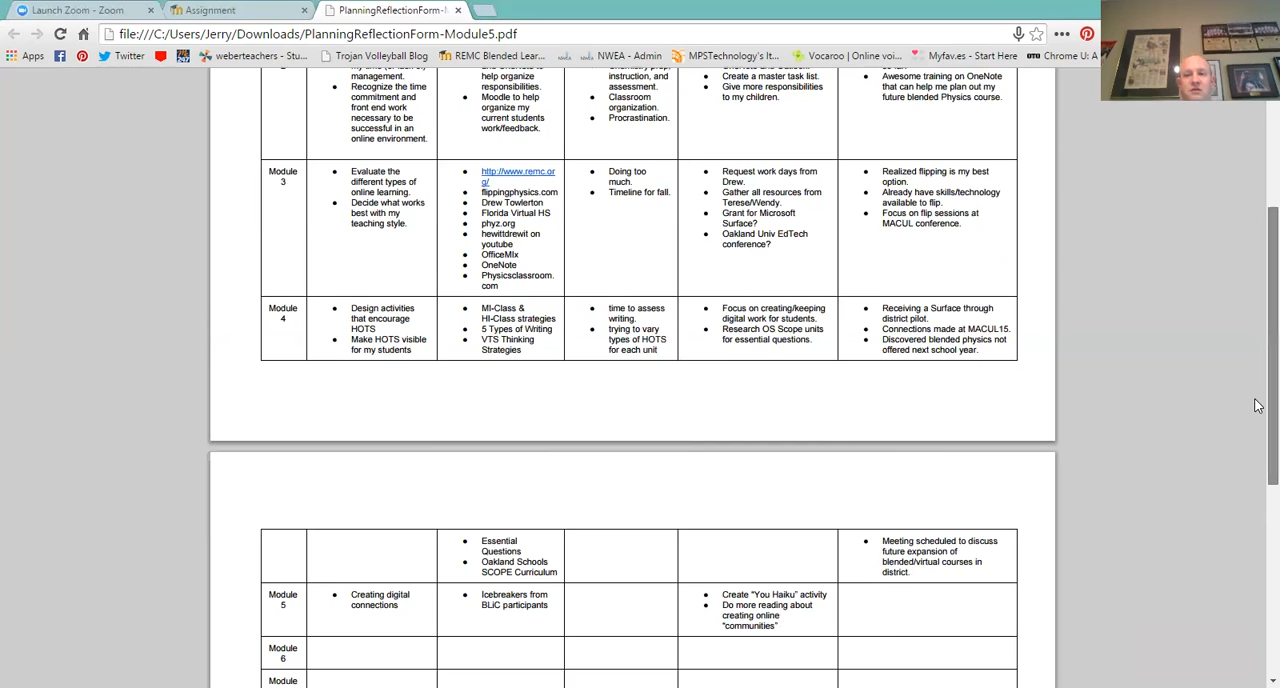 Launch Zoom - Zoom
Assignment
PlanningReflectionForm-
file:///C:/Users/Jerry/Downloads/PlanningReflectionForm-Module5.pdf
Apps
Twitter
weberteachers - Stu...
Trojan Volleyball Blog
REMC Blended Lear...
NWEA - Admin
MPSTechnology's It...
Vocaroo | Online voi...
Myfav.es - Start Here
Chrome U: A
management.
Recognize the time
commitment and
front end work
necessary to be
successful in an
online environment.
help organize
responsibilities.
Moodle to help
organize my
current students
work/feedback.
instruction, and
assessment.
Classroom
organization.
Procrastination.
Create a master task list.
Give more responsibilities
to my children.
Awesome training on OneNote
that can help me plan out my
future blended Physics course.
Module
3
Evaluate the
different types of
online learning.
Decide what works
best with my
teaching style.
http://www.remc.or
g/
flippingphysics.com
Drew Towlerton
Florida Virtual HS
phyz.org
hewittdrewit on
youtube
OfficeMIx
OneNote
Physicsclassroom.
com
Doing too
much.
Timeline for fall.
Request work days from
Drew.
Gather all resources from
Terese/Wendy.
Grant for Microsoft
Surface?
Oakland Univ EdTech
conference?
Realized flipping is my best
option.
Already have skills/technology
available to flip.
Focus on flip sessions at
MACUL conference.
Module
4
Design activities
that encourage
HOTS
Make HOTS visible
for my students
MI-Class &
HI-Class strategies
5 Types of Writing
VTS Thinking
Strategies
time to assess
writing.
trying to vary
types of HOTS
for each unit
Focus on creating/keeping
digital work for students.
Research OS Scope units
for essential questions.
Receiving a Surface through
district pilot.
Connections made at MACUL15.
Discovered blended physics not
offered next school year.
Essential
Questions
Oakland Schools
SCOPE Curriculum
Meeting scheduled to discuss
future expansion of
blended/virtual courses in
district.
Module
5
Creating digital
connections
Icebreakers from
BLiC participants
Create "You Haiku" activity
Do more reading about
creating online
"communities"
Module
6
Module